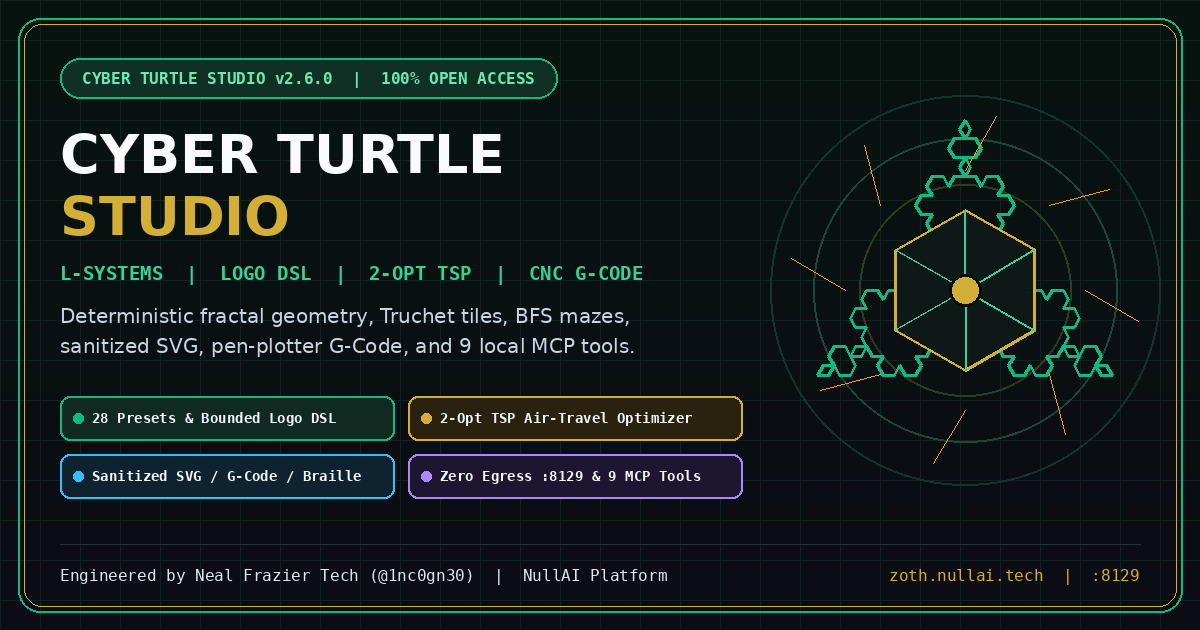 CYBER TURTLE STUDIO v2.6.0 | 100% OPEN ACCESS
CYBER TURTLE
STUDIO
L-SYSTEMS | LOGO DSL | 2-OPT TSP | CNC G-CODE
Deterministic fractal geometry, Truchet tiles, BFS mazes,
sanitized SVG, pen-plotter G-Code, and 9 local MCP tools.
28 Presets & Bounded Logo DSL
2-Opt TSP Air-Travel Optimizer
Sanitized SVG / G-Code / Braille
Zero Egress :8129 & 9 MCP Tools
Engineered by Neal Frazier Tech (@1nc0gn30) | NullAI Platform
zoth.nullai.tech | :8129